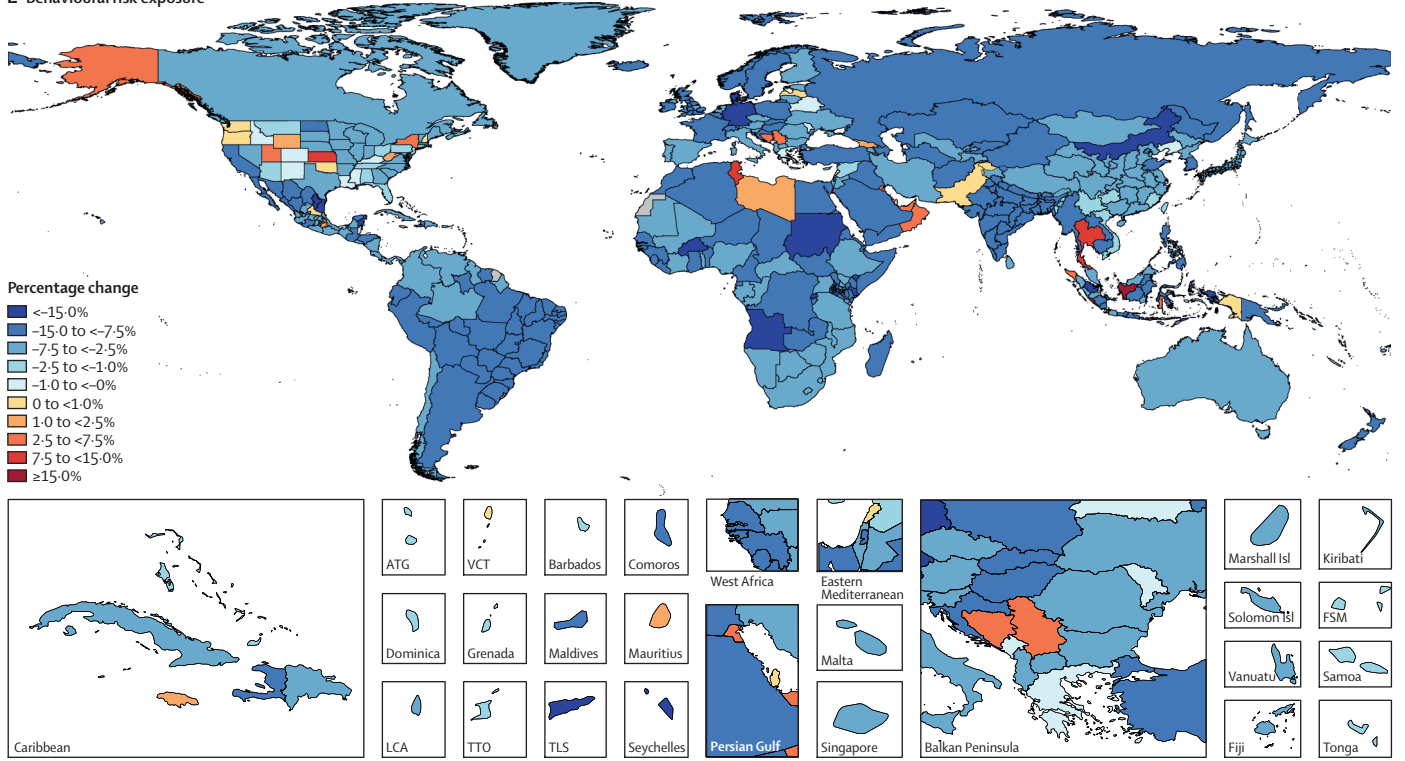 E Behavioural risk exposure
Percentage change
<–15·0%
–15·0 to <–7·5%
–7·5 to <–2·5%
–2·5 to <–1·0%
–1·0 to <–0%
0 to <1·0%
1·0 to <2·5%
2·5 to <7·5%
7·5 to <15·0%
≥15·0%
Caribbean
ATG
VCT
Barbados
Comoros
Dominica
Grenada
Maldives
Mauritius
LCA
TTO
TLS
Seychelles
West Africa
Eastern
Mediterranean
Persian Gulf
Malta
Singapore
Balkan Peninsula
Marshall Isl
Kiribati
Solomon Isl
FSM
Vanuatu
Samoa
Fiji
Tonga